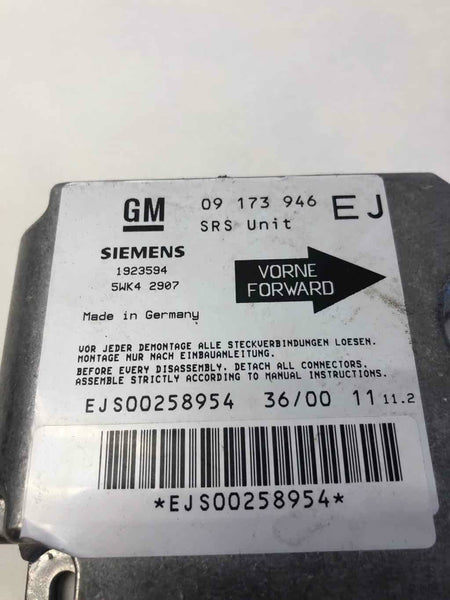 GM 09 173 946 EJ
SRS Unit
SIEMENS
1923594
5WK4 2907
VORNE
FORWARD
Made in Germany
VOR JEDER DEMONTAGE ALLE STECKVERBINDUNGEN LOESEN.
MONTAGE NUR NACH EINBAUANLEITUNG.
BEFORE EVERY DISASSEMBLY, DETACH ALL CONNECTORS.
ASSEMBLE STRICTLY ACCORDING TO MANUAL INSTRUCTIONS.
EJS00258954 36/00 11 11.2
*EJS00258954*